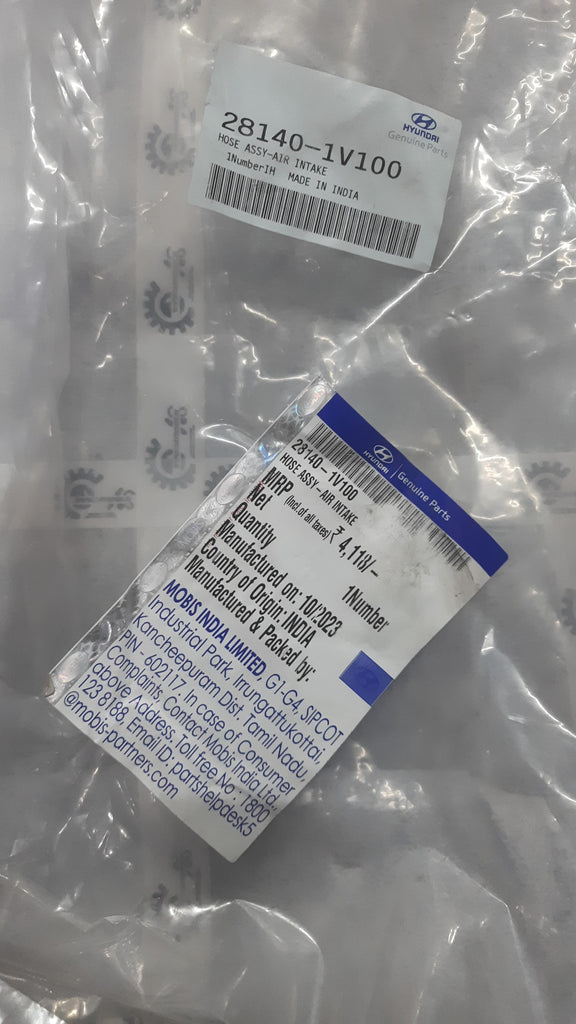 HYUNDAI
Genuine Parts
28140-1V100
HOSE ASSY-AIR INTAKE
1NumberIH MADE IN INDIA
HYUNDAI | Genuine Parts
28140-1V100
HOSE ASSY-AIR INTAKE
MRP (Incl.of all taxes) ₹ 4,118/-
Net
Quantity 1Number
Manufactured on: 10/2023
Country of Origin: INDIA
Manufactured & Packed by:
MOBIS INDIA LIMITED, G1-G4, SIPCOT
Industrial Park, Irungattukottai,
Kancheepuram Dist. Tamil Nadu,
PIN- 602117. In case of Consumer
Complaints, Contact Mobis India Ltd.,
above Address, Toll free No : 1800
123 8188, Email ID: partshelpdesk5
@mobis-partners.com